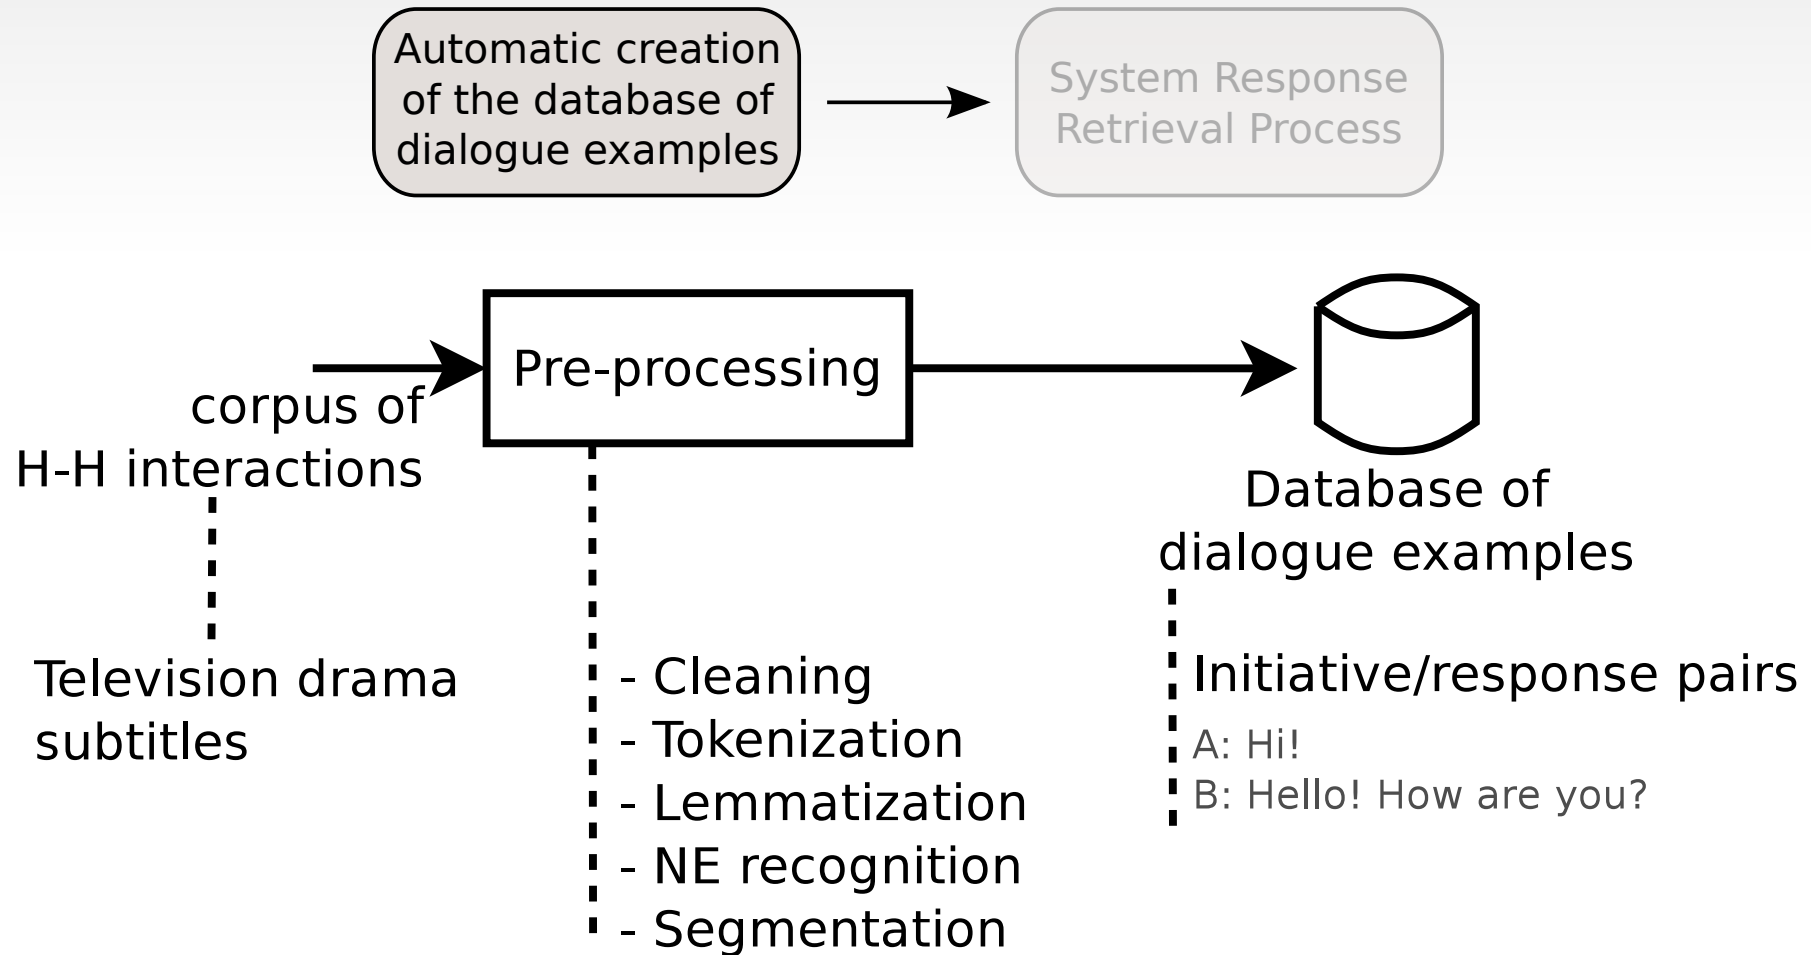 Automatic creation
of the database of
dialogue examples
System Response
Retrieval Process
Pre-processing
corpus of
H-H interactions
Database of
dialogue examples
Television drama
subtitles
- Cleaning
- Tokenization
- Lemmatization
- NE recognition
- Segmentation
Initiative/response pairs
A: Hi!
B: Hello! How are you?